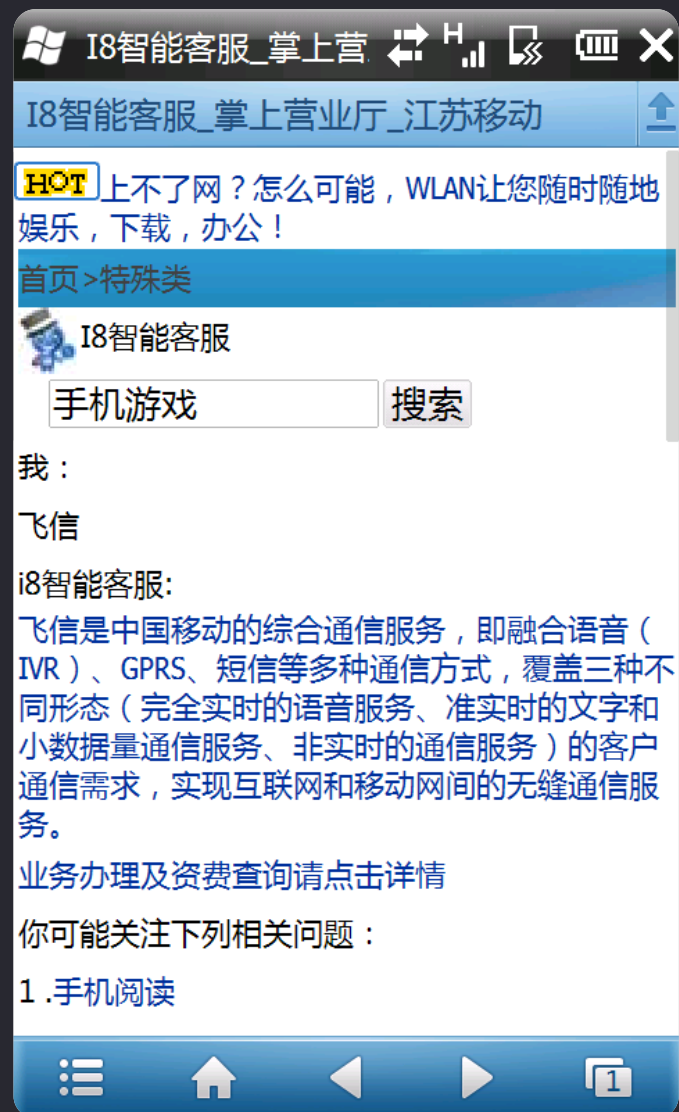 I8智能客服_掌上营
H
I8智能客服_掌上营业厅_江苏移动
HOT 上不了网？怎么可能，WLAN让您随时随地
娱乐，下载，办公！
首页>特殊类
I8智能客服
手机游戏 搜索
我：
飞信
i8智能客服:
飞信是中国移动的综合通信服务，即融合语音（
IVR）、GPRS、短信等多种通信方式，覆盖三种不
同形态（完全实时的语音服务、准实时的文字和
小数据量通信服务、非实时的通信服务）的客户
通信需求，实现互联网和移动网间的无缝通信服
务。
业务办理及资费查询请点击详情
你可能关注下列相关问题：
1 .手机阅读
1